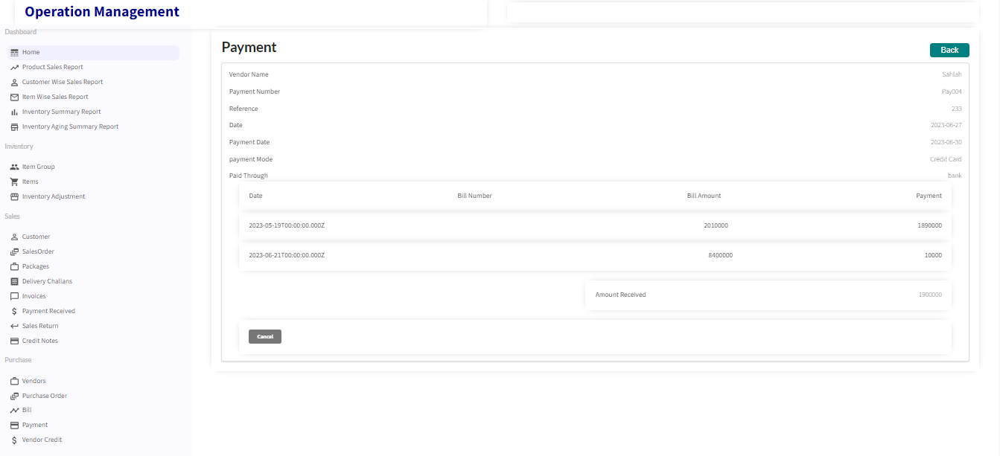 Operation Management
Dashboard
Home
Product Sales Report
Customer Wise Sales Report
Item Wise Sales Report
Inventory Summary Report
Inventory Aging Summary Report
Inventory
Item Group
Items
Inventory Adjustment
Sales
Customer
SalesOrder
Packages
Delivery Challans
Invoices
Payment Received
Sales Return
Credit Notes
Purchase
Vendors
Purchase Order
Bill
Payment
Vendor Credit
Payment
Back
Vendor Name Sahlah
Payment Number Pay004
Reference 233
Date 2023-06-27
Payment Date 2023-06-30
payment Mode Credit Card
Paid Through bank
Date Bill Number Bill Amount Payment
2023-05-19T00:00:00.000Z 2010000 1890000
2023-06-21T00:00:00.000Z 8400000 10000
Amount Received 1900000
Cancel